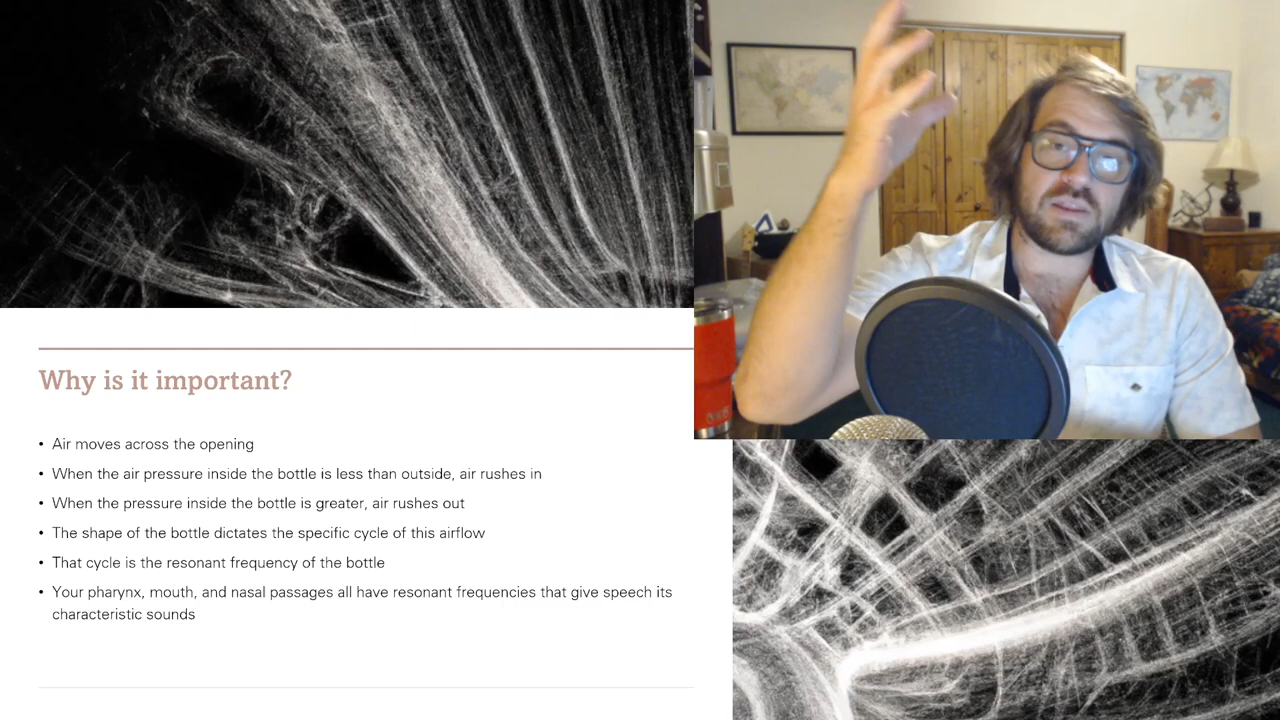 Why is it important?
• Air moves across the opening
• When the air pressure inside the bottle is less than outside, air rushes in
• When the pressure inside the bottle is greater, air rushes out
• The shape of the bottle dictates the specific cycle of this airflow
• That cycle is the resonant frequency of the bottle
• Your pharynx, mouth, and nasal passages all have resonant frequencies that give speech its
characteristic sounds